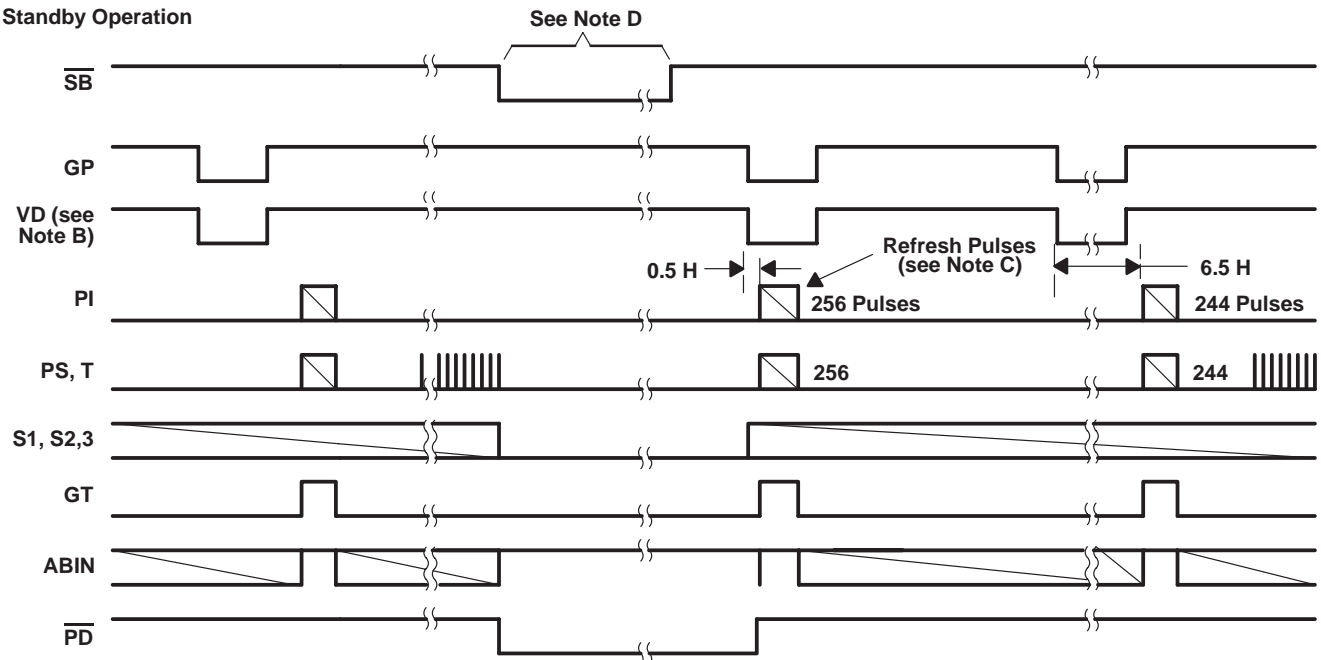 Standby Operation
See Note D
SB
GP
VD (see
Note B)
Refresh Pulses
(see Note C)
0.5 H
6.5 H
PI
256 Pulses
244 Pulses
PS, T
256
244
S1, S2,3
GT
ABIN
PD